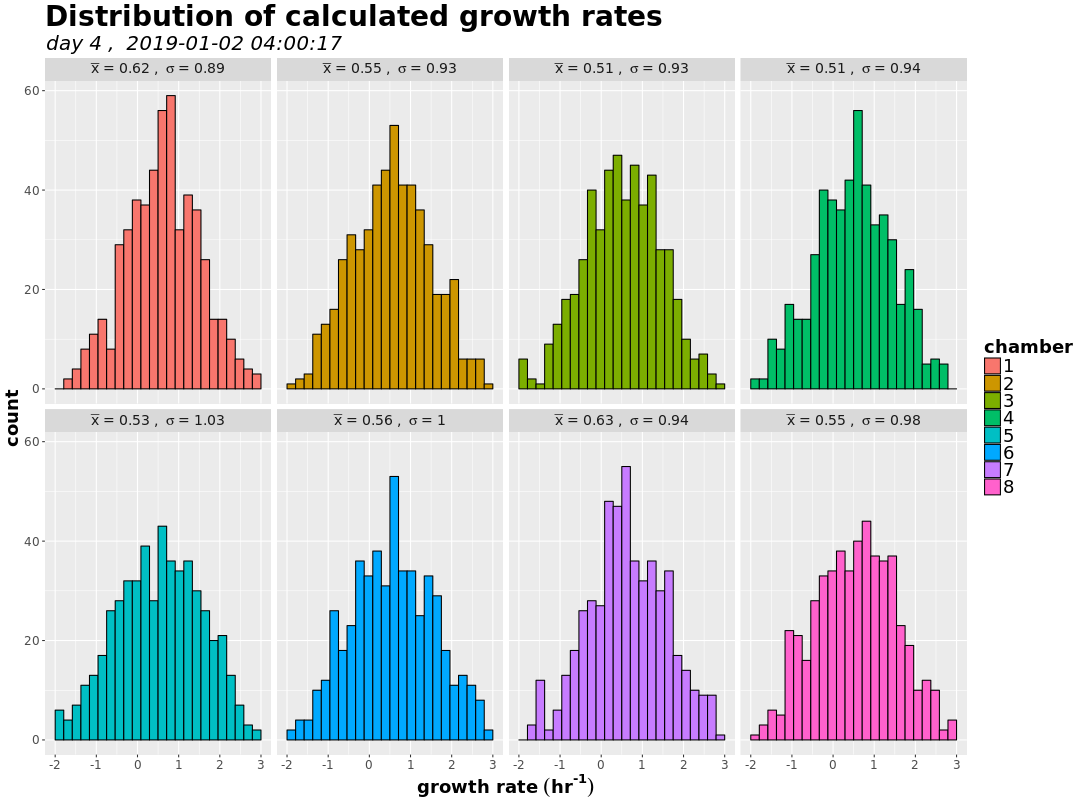 Distribution of calculated growth rates
day 4 ,  2019-01-02 04:00:17
x̅ = 0.62 ,  σ = 0.89
x̅ = 0.55 ,  σ = 0.93
x̅ = 0.51 ,  σ = 0.93
x̅ = 0.51 ,  σ = 0.94
60
40
20
0
x̅ = 0.53 ,  σ = 1.03
x̅ = 0.56 ,  σ = 1
x̅ = 0.63 ,  σ = 0.94
x̅ = 0.55 ,  σ = 0.98
60
40
20
0
count
-2 -1 0 1 2 3
-2 -1 0 1 2 3
-2 -1 0 1 2 3
-2 -1 0 1 2 3
growth rate (hr⁻¹)
chamber
1
2
3
4
5
6
7
8